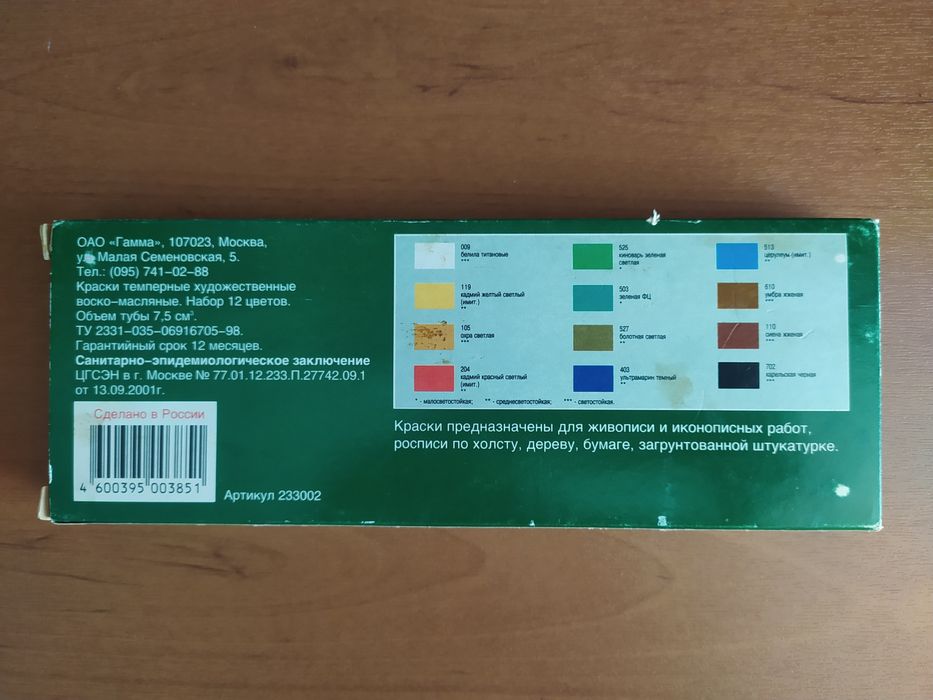 ОАО «Гамма», 107023, Москва,
ул. Малая Семеновская, 5.
Тел.: (095) 741-02-88
Краски темперные художественные
воско-масляные. Набор 12 цветов.
Объем тубы 7,5 см³.
ТУ 2331-035-06916705-98.
Гарантийный срок 12 месяцев.
Санитарно-эпидемиологическое заключение
ЦГСЭН в г. Москве № 77.01.12.233.П.27742.09.1
от 13.09.2001г.
Сделано в России
4 600395 003851
Артикул 233002
009
белила титановые
***
119
кадмий желтый светлый
(имит.)
**
105
охра светлая
***
204
кадмий красный светлый
(имит.)
**
525
киноварь зеленая
светлая
*
503
зеленая ФЦ
*
527
болотная светлая
**
403
ультрамарин темный
**
513
церулеум (имит.)
**
610
умбра жженая
***
110
сиена жженая
***
702
карельская черная
***
* - малосветостойкая; ** - среднесветостойкая; *** - светостойкая.
Краски предназначены для живописи и иконописных работ,
росписи по холсту, дереву, бумаге, загрунтованной штукатурке.